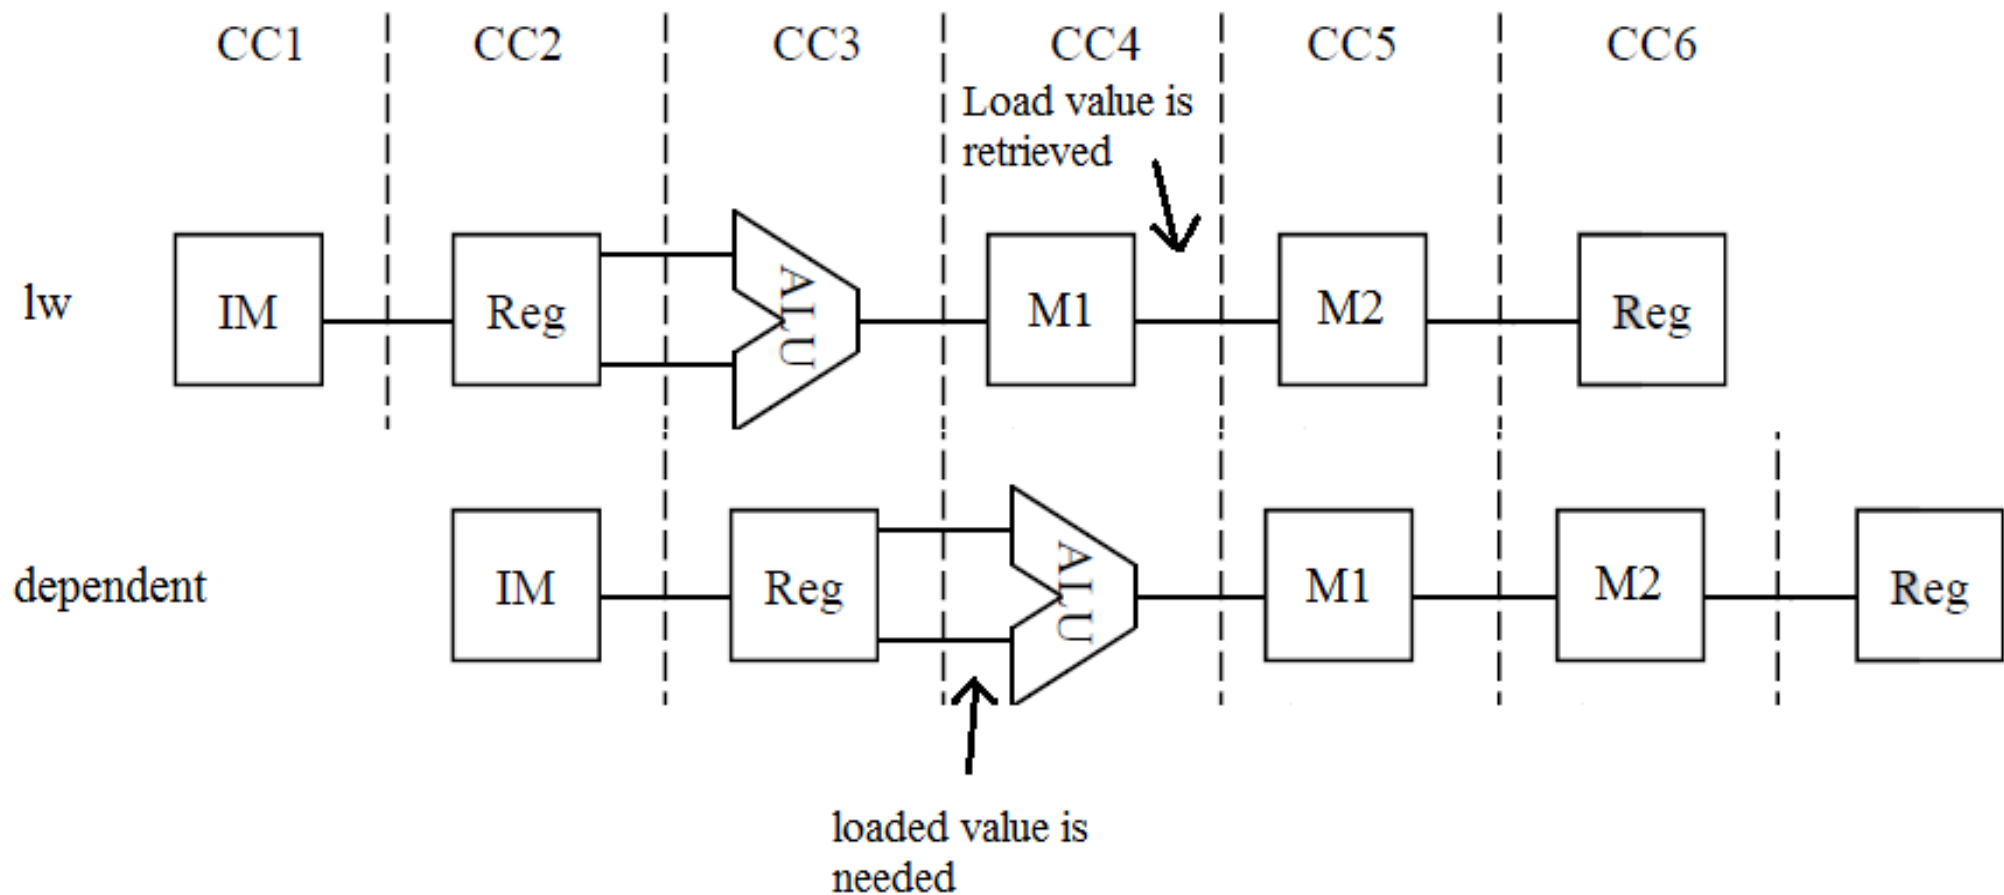 CC1 CC2 CC3 CC4 CC5 CC6
Load value is
retrieved
lw IM Reg ALU M1 M2 Reg
dependent IM Reg ALU M1 M2 Reg
loaded value is
needed